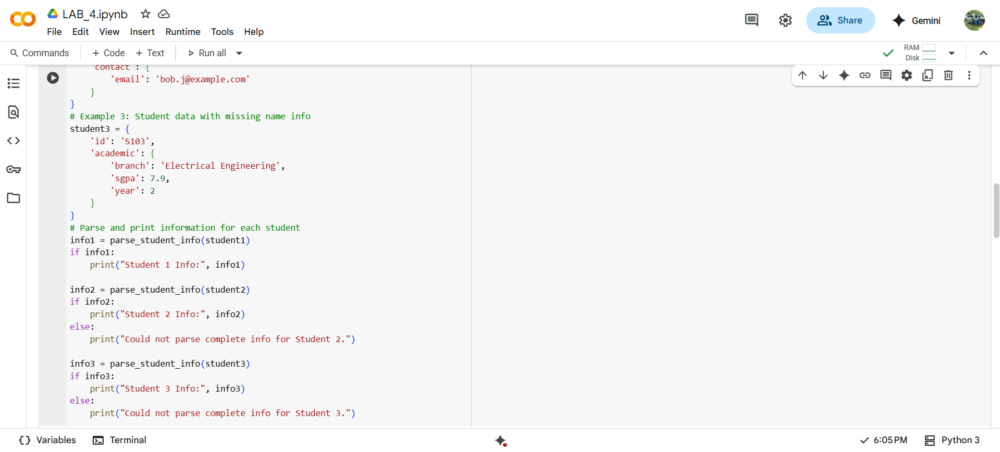 LAB_4.ipynb
File Edit View Insert Runtime Tools Help
Share
Gemini
Commands + Code + Text Run all
RAM
Disk
contact : {
'email': 'bob.j@example.com'
}
}
# Example 3: Student data with missing name info
student3 = {
'id': 'S103',
'academic': {
'branch': 'Electrical Engineering',
'sgpa': 7.9,
'year': 2
}
}
# Parse and print information for each student
info1 = parse_student_info(student1)
if info1:
print("Student 1 Info:", info1)
info2 = parse_student_info(student2)
if info2:
print("Student 2 Info:", info2)
else:
print("Could not parse complete info for Student 2.")
info3 = parse_student_info(student3)
if info3:
print("Student 3 Info:", info3)
else:
print("Could not parse complete info for Student 3.")
{} Variables Terminal
6:05 PM Python 3